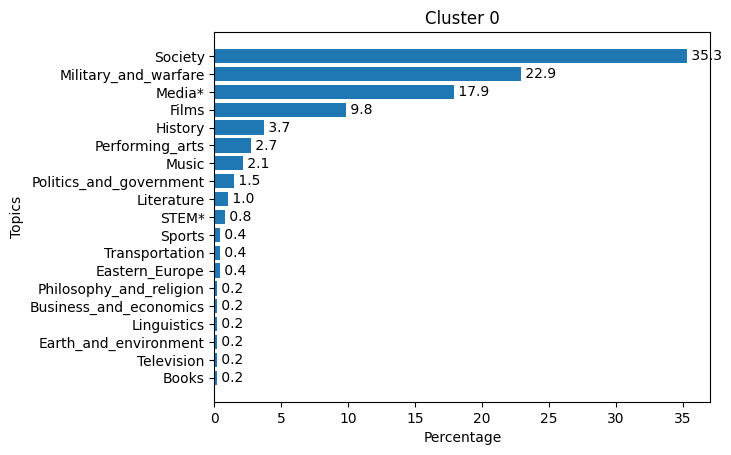 Cluster 0
Topics
Society 35.3
Military_and_warfare 22.9
Media* 17.9
Films 9.8
History 3.7
Performing_arts 2.7
Music 2.1
Politics_and_government 1.5
Literature 1.0
STEM* 0.8
Sports 0.4
Transportation 0.4
Eastern_Europe 0.4
Philosophy_and_religion 0.2
Business_and_economics 0.2
Linguistics 0.2
Earth_and_environment 0.2
Television 0.2
Books 0.2
0 5 10 15 20 25 30 35
Percentage